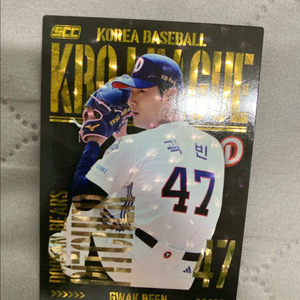 SCC
KOREA BASEBALL
KBO LEAGUE
곽빈
47
DOOSAN BEARS
47
GWAK BEEN